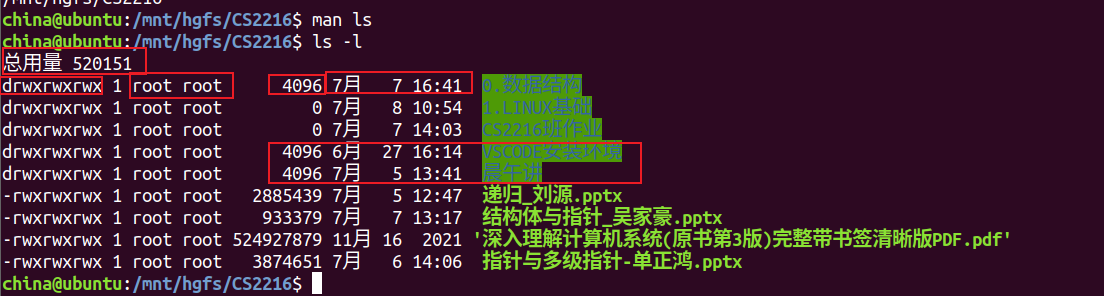 /mnt/hgfs/CS2216
china@ubuntu:/mnt/hgfs/CS2216$ man ls
china@ubuntu:/mnt/hgfs/CS2216$ ls -l
总用量 520151
drwxrwxrwx 1 root root 4096 7月 7 16:41 0.数据结构
drwxrwxrwx 1 root root 0 7月 8 10:54 1.LINUX基础
drwxrwxrwx 1 root root 0 7月 7 14:03 CS2216班作业
drwxrwxrwx 1 root root 4096 6月 27 16:14 VSCODE安装环境
drwxrwxrwx 1 root root 4096 7月 5 13:41 晨午讲
-rwxrwxrwx 1 root root 2885439 7月 5 12:47 递归_刘源.pptx
-rwxrwxrwx 1 root root 933379 7月 7 13:17 结构体与指针_吴家豪.pptx
-rwxrwxrwx 1 root root 524927879 11月 16 2021 '深入理解计算机系统(原书第3版)完整带书签清晰版PDF.pdf'
-rwxrwxrwx 1 root root 3874651 7月 6 14:06 指针与多级指针-单正鸿.pptx
china@ubuntu:/mnt/hgfs/CS2216$